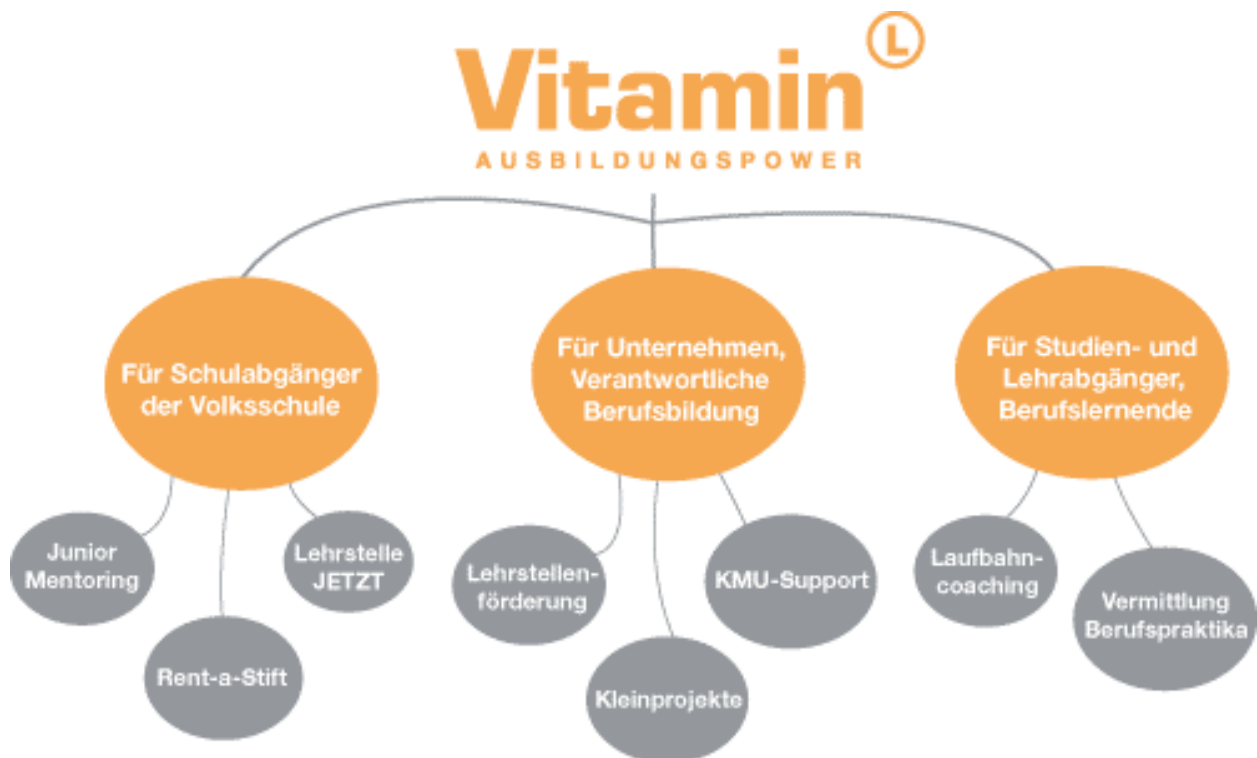 Vitamin L
AUSBILDUNGSPOWER
Für Schulabgänger
der Volksschule
Für Unternehmen,
Verantwortliche
Berufsbildung
Für Studien- und
Lehrabgänger,
Berufslernende
Junior
Mentoring
Rent-a-Stift
Lehrstelle
JETZT
Lehrstellen-
förderung
Kleinprojekte
KMU-Support
Laufbahn-
coaching
Vermittlung
Berufspraktika